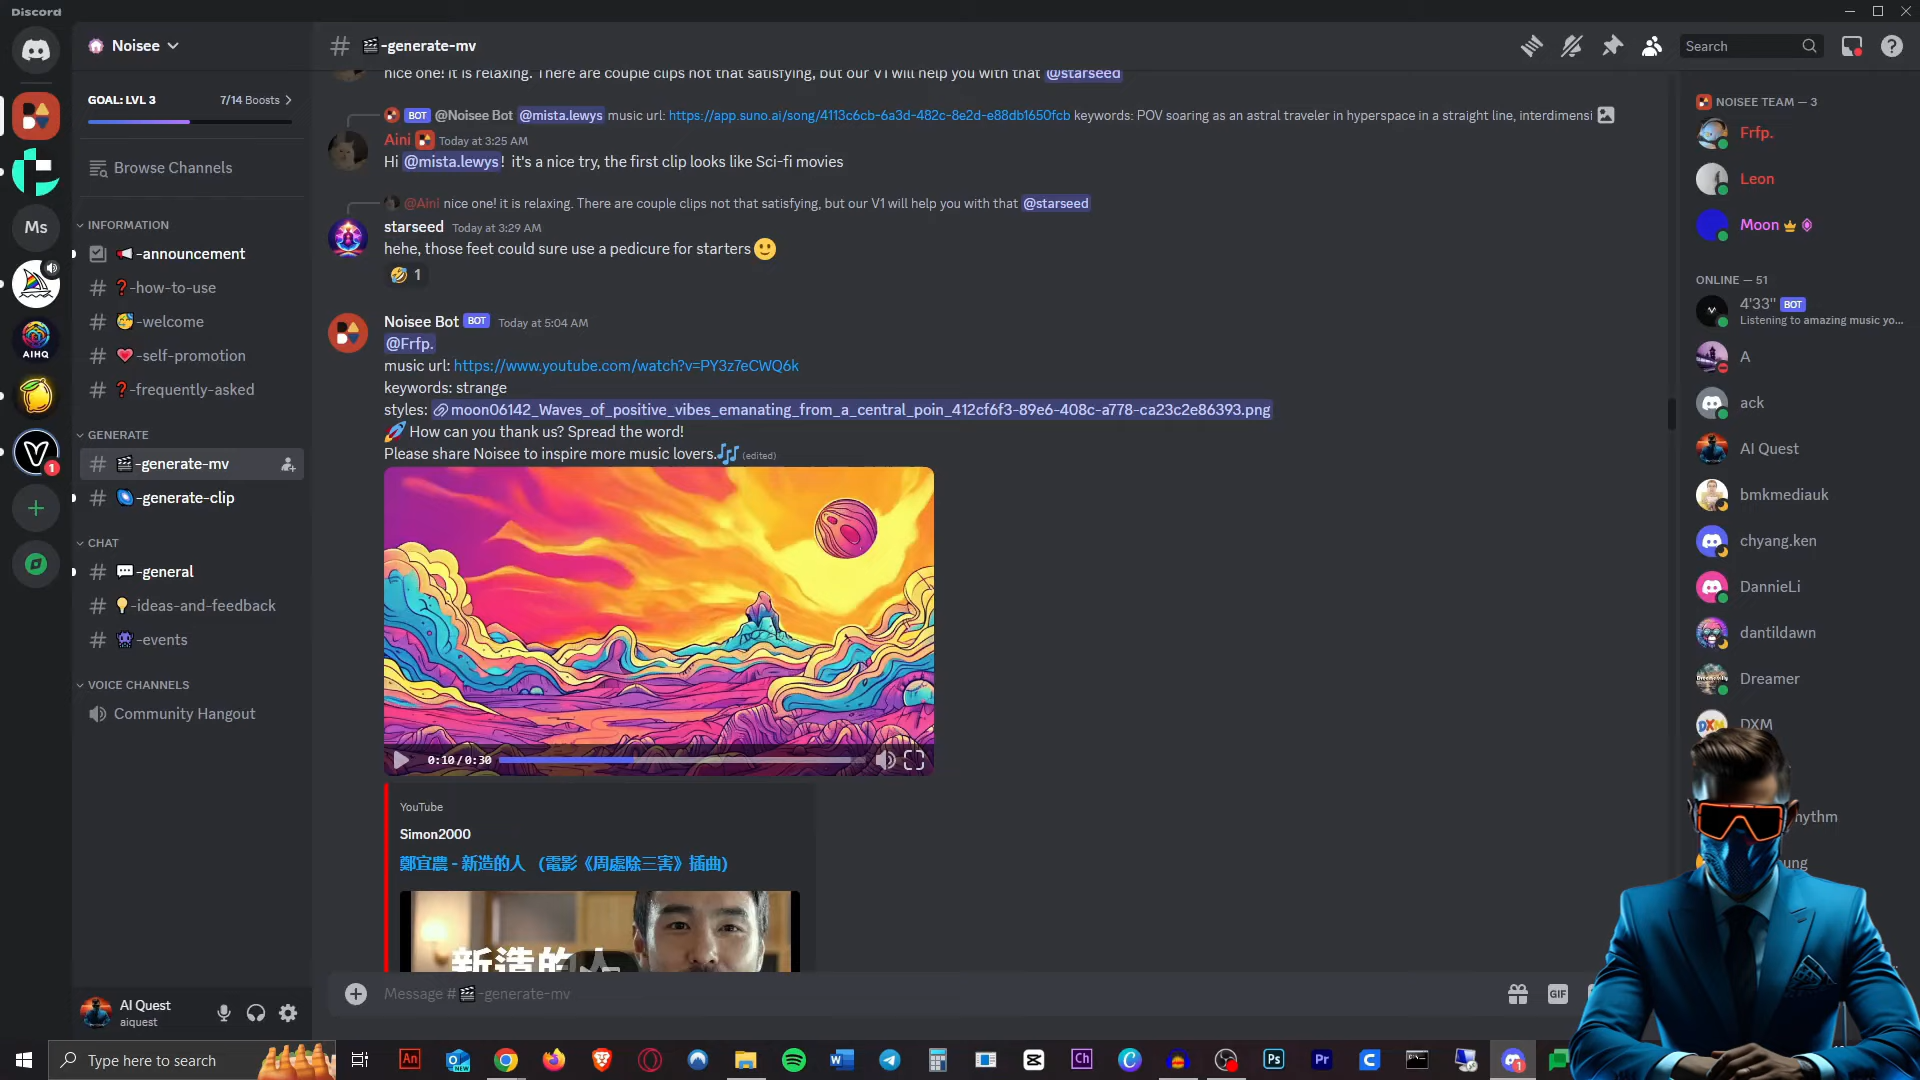 Discord
Noisee
-generate-mv
Search
GOAL: LVL 3
7/14 Boosts
Browse Channels
INFORMATION
-announcement
-how-to-use
-welcome
-self-promotion
-frequently-asked
GENERATE
-generate-mv
-generate-clip
CHAT
-general
-ideas-and-feedback
-events
VOICE CHANNELS
Community Hangout
Ms
AIHQ
1
AI Quest
aiquest
nice one! it is relaxing. There are couple clips not that satisfying, but our V1 will help you with that @starseed
BOT @Noisee Bot @mista.lewys music url: https://app.suno.ai/song/4113c6cb-6a3d-482c-8e2d-e88db1650fcb keywords: POV soaring as an astral traveler in hyperspace in a straight line, interdimensi
Aini Today at 3:25 AM
Hi @mista.lewys! it's a nice try, the first clip looks like Sci-fi movies
@Aini nice one! it is relaxing. There are couple clips not that satisfying, but our V1 will help you with that @starseed
starseed Today at 3:29 AM
hehe, those feet could sure use a pedicure for starters
1
Noisee Bot BOT Today at 5:04 AM
@Frfp.
music url: https://www.youtube.com/watch?v=PY3z7eCWQ6k
keywords: strange
styles: moon06142_Waves_of_positive_vibes_emanating_from_a_central_poin_412cf6f3-89e6-408c-a778-ca23c2e86393.png
How can you thank us? Spread the word!
Please share Noisee to inspire more music lovers. (edited)
0:10/0:30
YouTube
Simon2000
鄭宜農 - 新造的人 （電影《周處除三害》插曲）
新造的人
Message # -generate-mv
GIF
NOISEE TEAM — 3
Frfp.
Leon
Moon
ONLINE — 51
4'33" BOT
Listening to amazing music yo...
A
ack
AI Quest
bmkmediauk
chyang.ken
DannieLi
dantildawn
Dreamer
DXM
DXM
hythm
ung
Type here to search
An
NEW
W
Ch
Ps
Pr
1